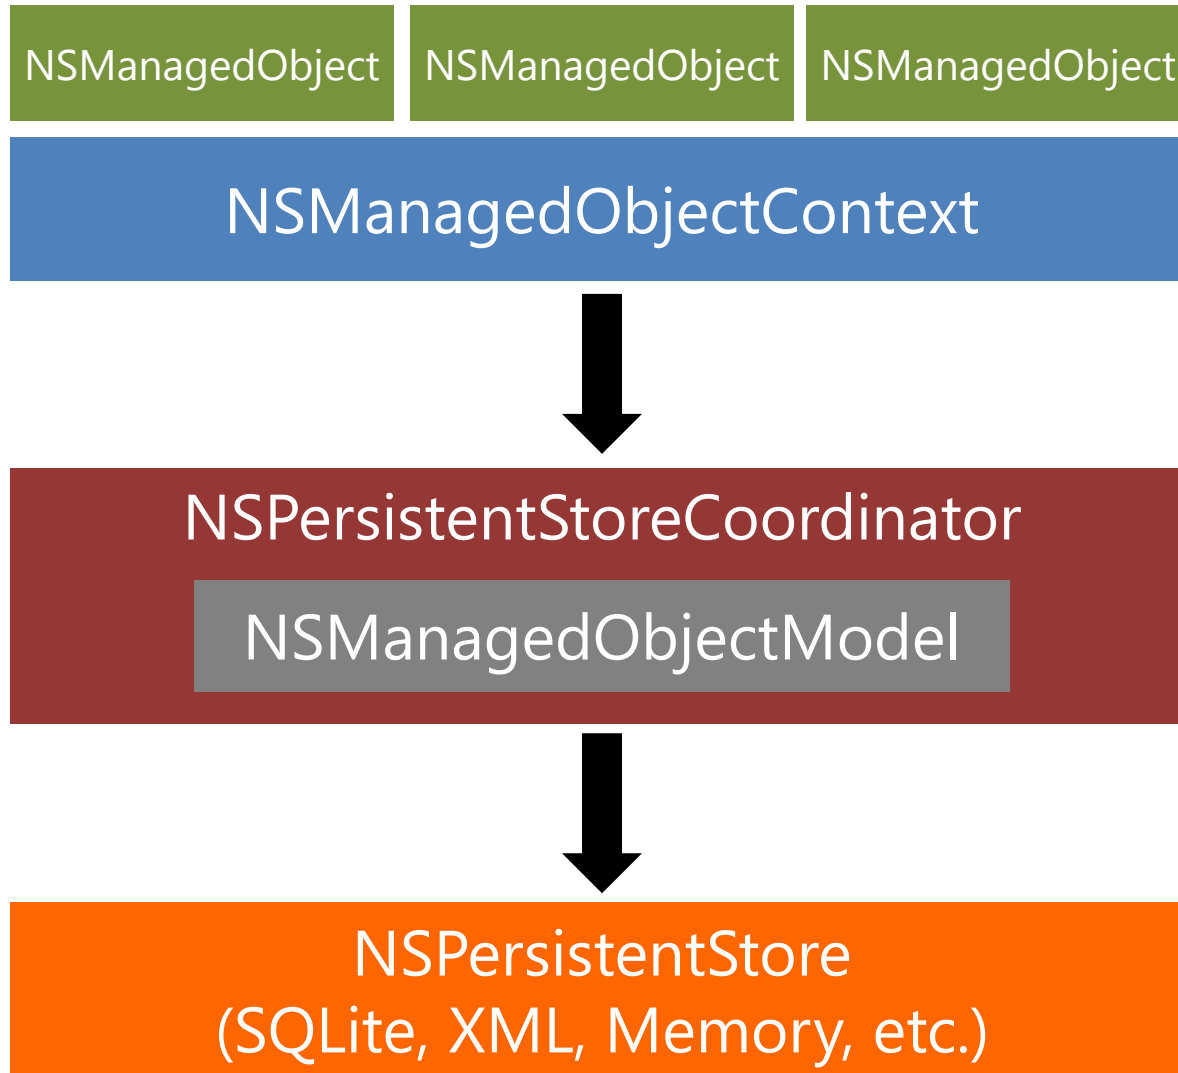 NSManagedObject NSManagedObject NSManagedObject
NSManagedObjectContext
NSPersistentStoreCoordinator
NSManagedObjectModel
NSPersistentStore
(SQLite, XML, Memory, etc.)